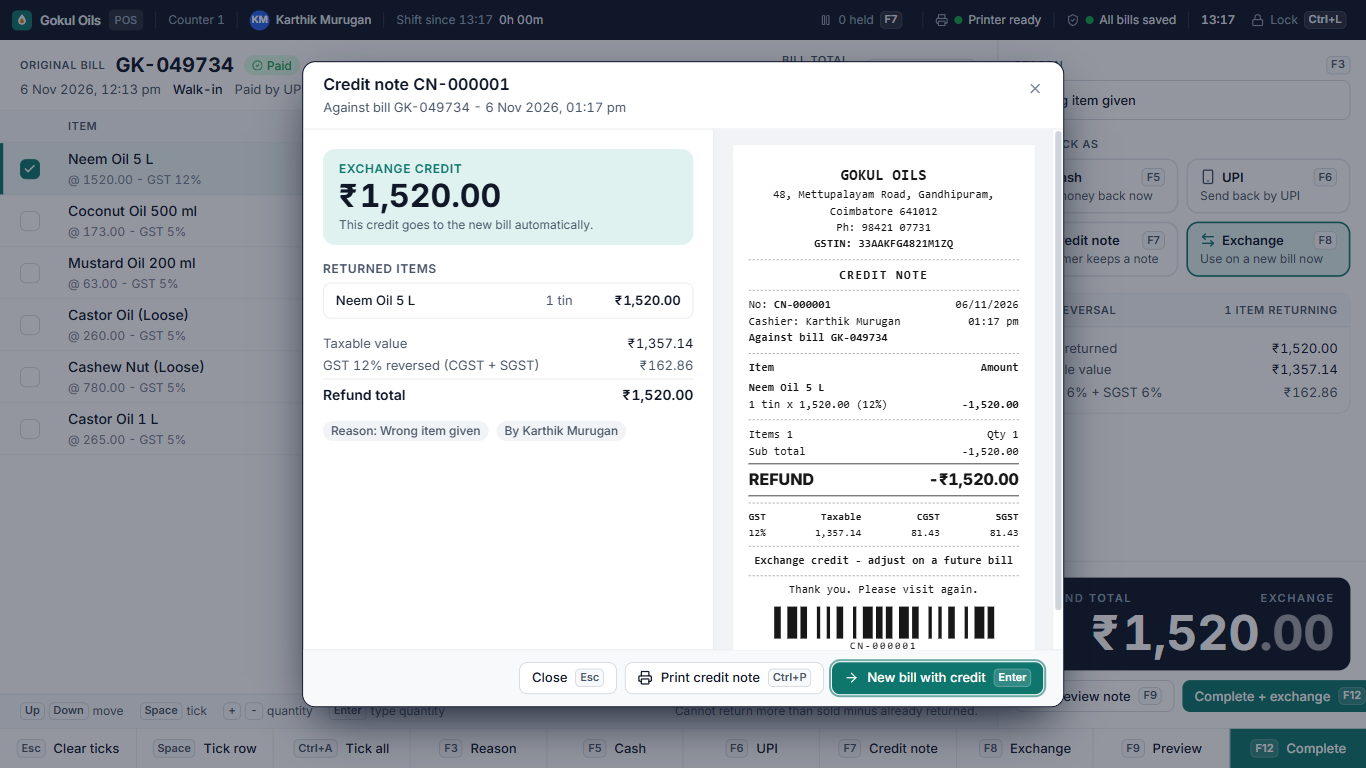 Gokul Oils POS Counter 1 KM Karthik Murugan Shift since 13:17 0h 00m 0 held F7 Printer ready All bills saved 13:17 Lock Ctrl+L
ORIGINAL BILL GK-049734 Paid
6 Nov 2026, 12:13 pm Walk-in Paid by UP
BILL TOTAL
F3
ITEM
Neem Oil 5 L
@ 1520.00 - GST 12%
Coconut Oil 500 ml
@ 173.00 - GST 5%
Mustard Oil 200 ml
@ 63.00 - GST 5%
Castor Oil (Loose)
@ 260.00 - GST 5%
Cashew Nut (Loose)
@ 780.00 - GST 5%
Castor Oil 1 L
@ 265.00 - GST 5%
Credit note CN-000001
Against bill GK-049734 - 6 Nov 2026, 01:17 pm
EXCHANGE CREDIT
₹1,520.00
This credit goes to the new bill automatically.
RETURNED ITEMS
Neem Oil 5 L 1 tin ₹1,520.00
Taxable value ₹1,357.14
GST 12% reversed (CGST + SGST) ₹162.86
Refund total ₹1,520.00
Reason: Wrong item given By Karthik Murugan
GOKUL OILS
48, Mettupalayam Road, Gandhipuram,
Coimbatore 641012
Ph: 98421 07731
GSTIN: 33AAKFG4821M1ZQ
CREDIT NOTE
No: CN-000001 06/11/2026
Cashier: Karthik Murugan 01:17 pm
Against bill GK-049734
Item Amount
Neem Oil 5 L
1 tin x 1,520.00 (12%) -1,520.00
Items 1 Qty 1
Sub total -1,520.00
REFUND -₹1,520.00
GST Taxable CGST SGST
12% 1,357.14 81.43 81.43
Exchange credit - adjust on a future bill
Thank you. Please visit again.
CN-000001
Close Esc Print credit note Ctrl+P New bill with credit Enter
g item given
CK AS
ash F5
oney back now
UPI F6
Send back by UPI
edit note F7
mer keeps a note
Exchange F8
Use on a new bill now
EVERSAL 1 ITEM RETURNING
returned ₹1,520.00
le value ₹1,357.14
6% + SGST 6% ₹162.86
ND TOTAL EXCHANGE
₹1,520.00
eview note F9 Complete + exchange F12
Up Down move Space tick + - quantity Enter type quantity Cannot return more than sold minus already returned.
Esc Clear ticks Space Tick row Ctrl+A Tick all F3 Reason F5 Cash F6 UPI F7 Credit note F8 Exchange F9 Preview F12 Complete